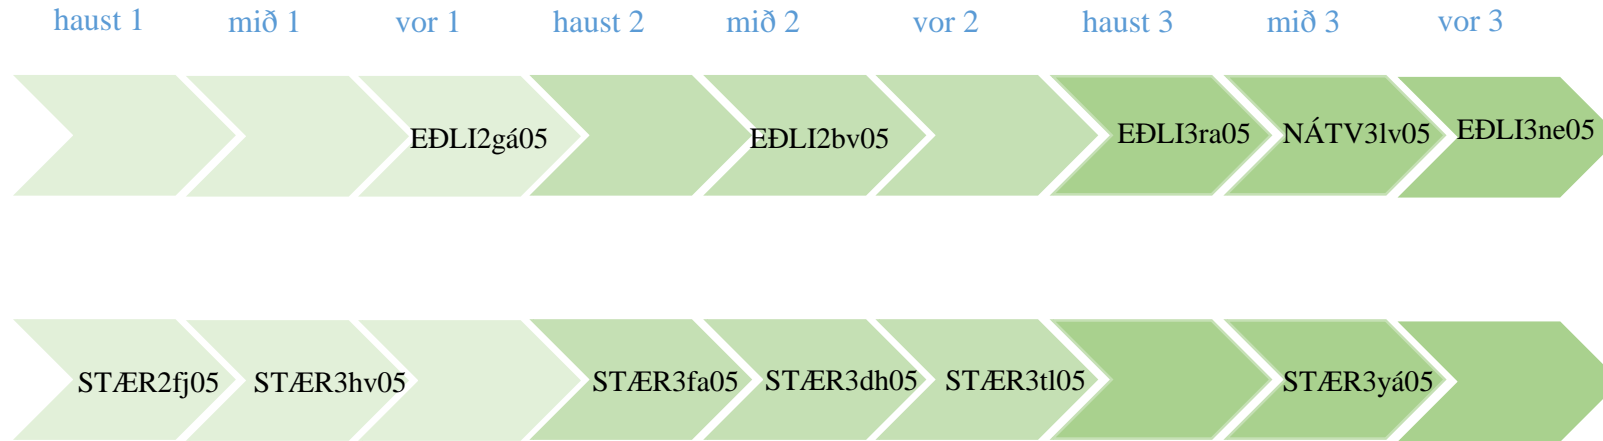 haust 1 mið 1 vor 1 haust 2 mið 2 vor 2 haust 3 mið 3 vor 3
EÐLI2gá05 EÐLI2bv05 EÐLI3ra05 NÁTV3lv05 EÐLI3ne05
STÆR2fj05 STÆR3hv05 STÆR3fa05 STÆR3dh05 STÆR3tl05 STÆR3yá05